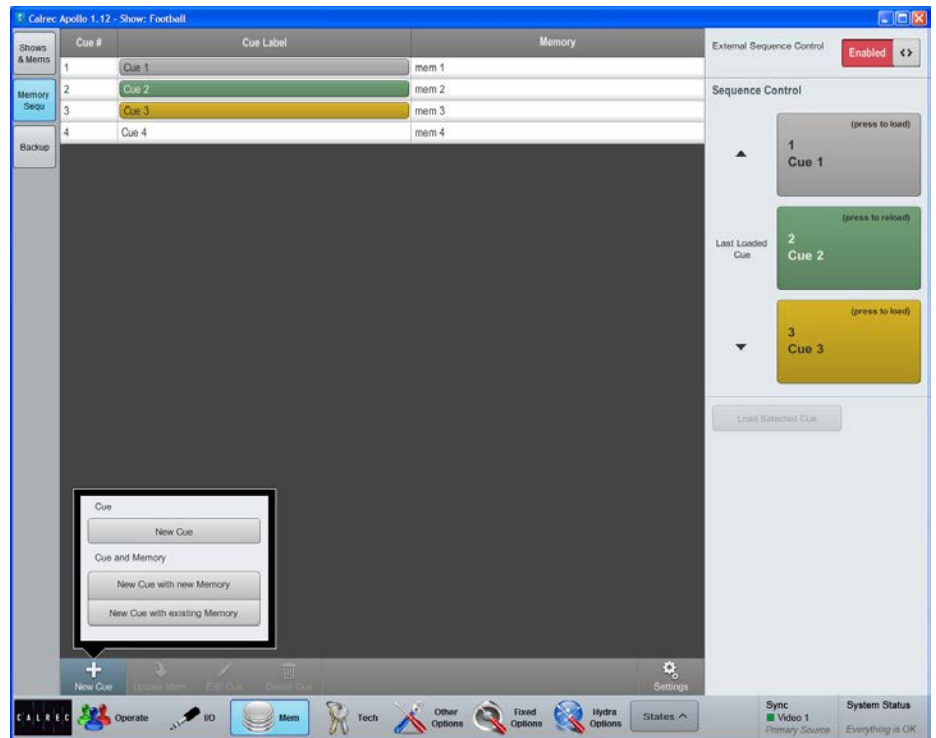 Calrec Apollo 1.12 - Show: Football
Shows
& Mems
Memory
Sequ
Backup
Cue # Cue Label Memory
1 Cue 1 mem 1
2 Cue 2 mem 2
3 Cue 3 mem 3
4 Cue 4 mem 4
External Sequence Control Enabled <>
Sequence Control
(press to load)
1
Cue 1
Last Loaded
Cue
(press to reload)
2
Cue 2
(press to load)
3
Cue 3
Load Selected Cue
Cue
New Cue
Cue and Memory
New Cue with new Memory
New Cue with existing Memory
New Cue Update Mem Edit Cue Delete Cue Settings
CALREC Operate I/O Mem Tech
Other
Options
Fixed
Options
Hydra
Options
States
Sync
Video 1
Primary Source
System Status
Everything is OK